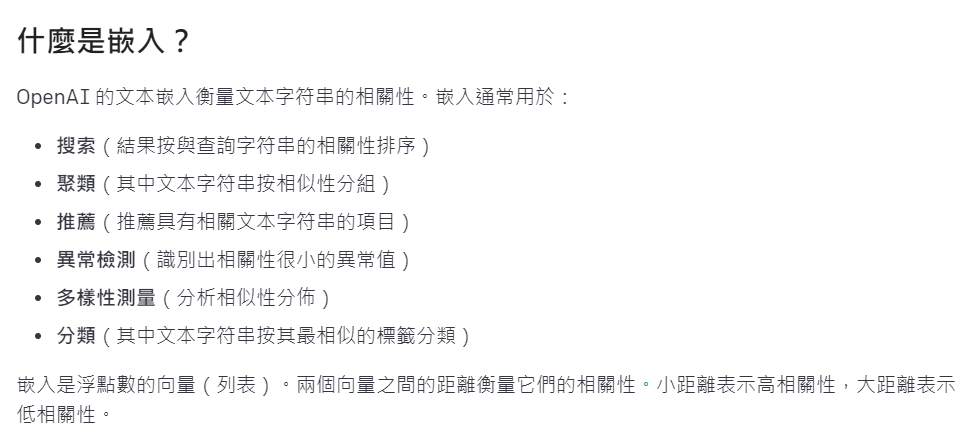 什麼是嵌入？
OpenAI 的文本嵌入衡量文本字符串的相關性。嵌入通常用於：
• 搜索（結果按與查詢字符串的相關性排序）
• 聚類（其中文本字符串按相似性分組）
• 推薦（推薦具有相關文本字符串的項目）
• 異常檢測（識別出相關性很小的異常值）
• 多樣性測量（分析相似性分佈）
• 分類（其中文本字符串按其最相似的標籤分類）
嵌入是浮點數的向量（列表）。兩個向量之間的距離衡量它們的相關性。小距離表示高相關性，大距離表示
低相關性。